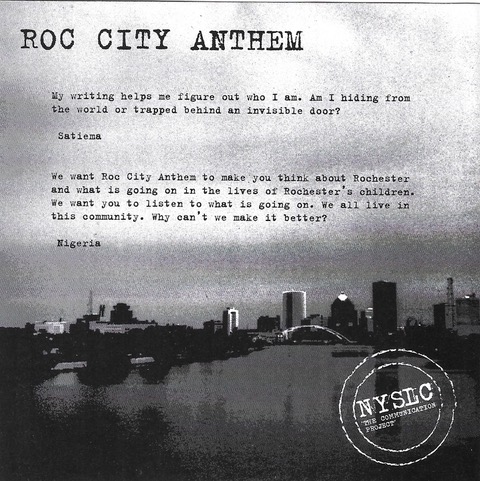 ROC CITY ANTHEM
My writing helps me figure out who I am. Am I hiding from
the world or trapped behind an invisible door?
Satiema
We want Roc City Anthem to make you think about Rochester
and what is going on in the lives of Rochester's children.
We want you to listen to what is going on. We all live in
this community. Why can't we make it better?
Nigeria
NYSLC
"THE COMMUNICATION
PROJECT"